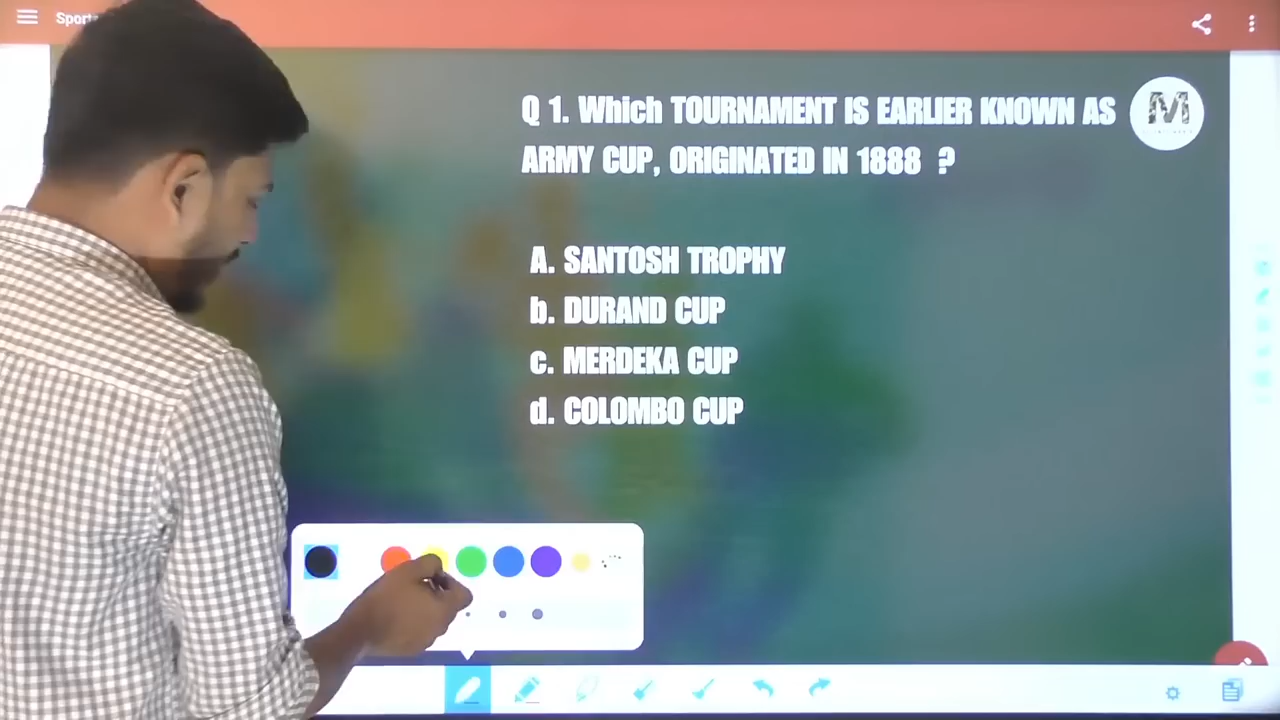 Q 1. Which TOURNAMENT IS EARLIER KNOWN AS
ARMY CUP, ORIGINATED IN 1888 ?
A. SANTOSH TROPHY
b. DURAND CUP
c. MERDEKA CUP
d. COLOMBO CUP